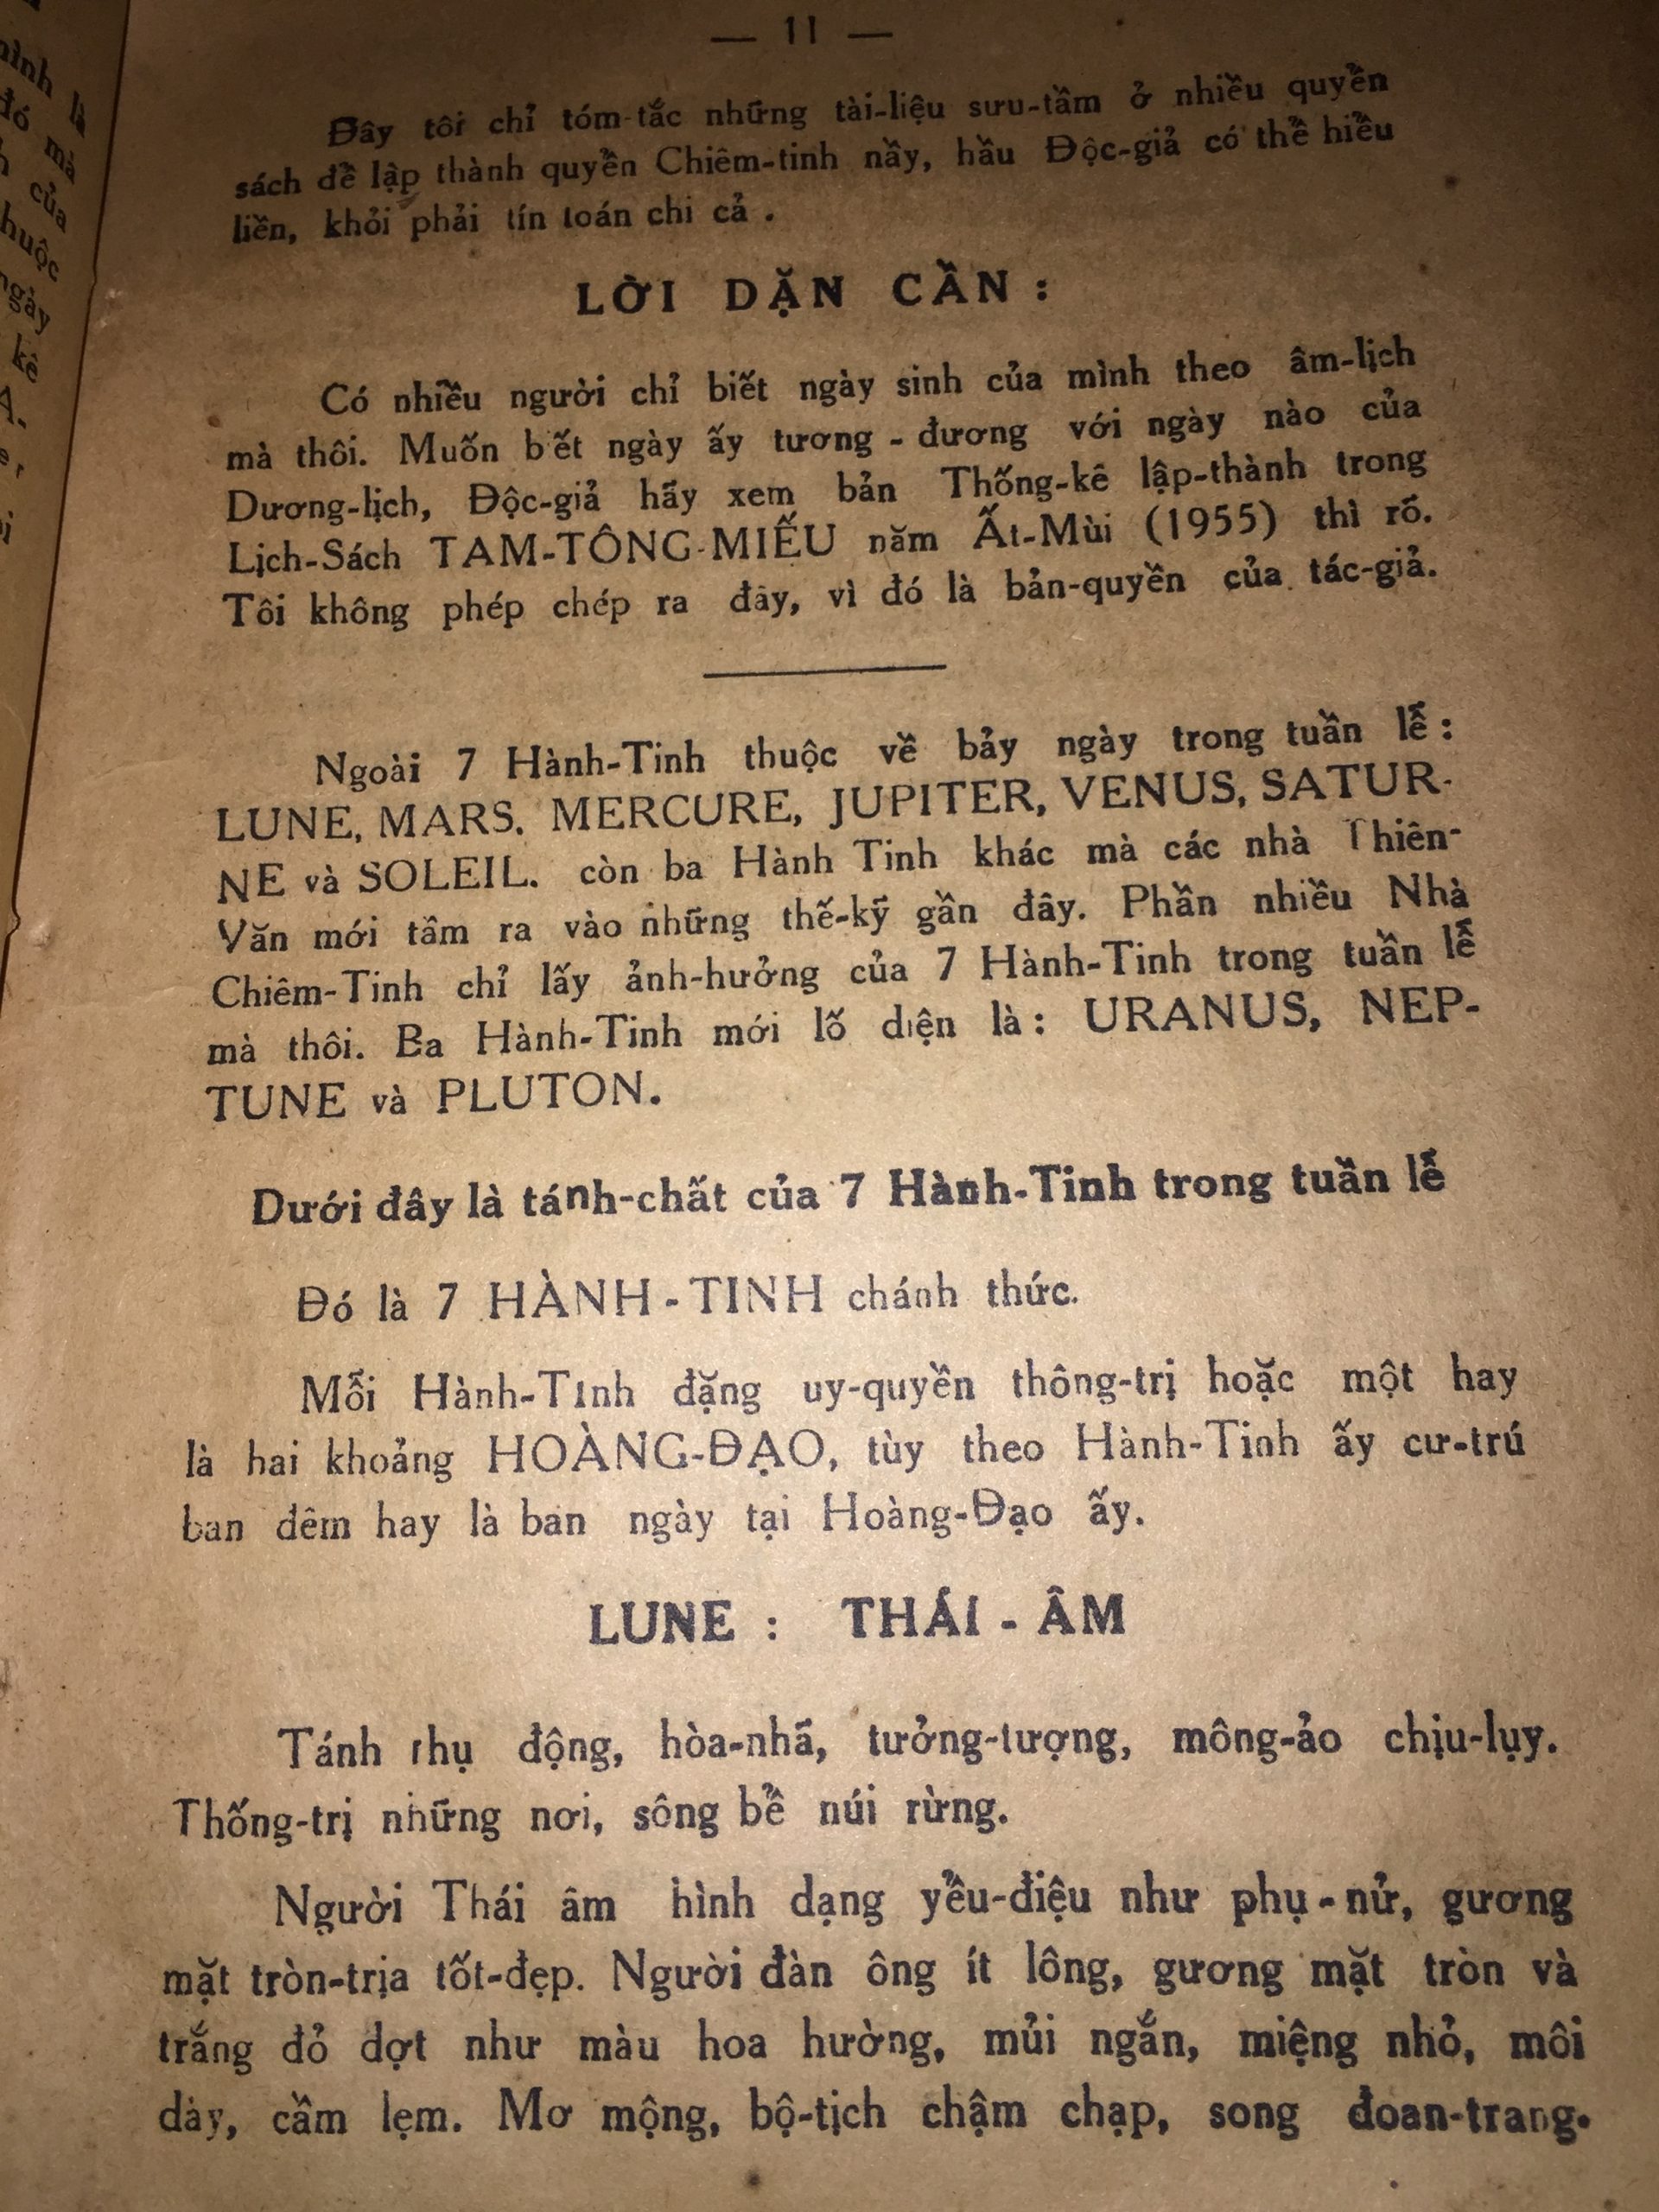 — 11 —
Đây tôi chỉ tóm-tắc những tài-liệu sưu-tầm ở nhiều quyền
sách để lập thành quyền Chiêm-tinh nầy, hầu Độc-giả có thể hiểu
liền, khỏi phải tín toán chi cả .
LỜI DẶN CẦN :
Có nhiều người chỉ biết ngày sinh của mình theo âm-lịch
mà thôi. Muốn biết ngày ấy tương - đương với ngày nào của
Dương-lịch, Độc-giả hãy xem bản Thống-kê lập-thành trong
Lịch-Sách TAM-TÔNG-MIẾU năm Ất-Mùi (1955) thì rõ.
Tôi không phép chép ra đây, vì đó là bản-quyền của tác-giả.
Ngoài 7 Hành-Tinh thuộc về bảy ngày trong tuần lễ :
LUNE, MARS, MERCURE, JUPITER, VENUS, SATUR-
NE và SOLEIL. còn ba Hành Tinh khác mà các nhà Thiên-
Văn mới tầm ra vào những thế-kỹ gần đây. Phần nhiều Nhà
Chiêm-Tinh chỉ lấy ảnh-hưởng của 7 Hành-Tinh trong tuần lễ
mà thôi. Ba Hành-Tinh mới lố diện là : URANUS, NEP-
TUNE và PLUTON.
Dưới đây là tánh-chất của 7 Hành-Tinh trong tuần lễ
Đó là 7 HÀNH-TINH chánh thức.
Mổi Hành-Tinh đặng uy-quyền thông-trị hoặc một hay
là hai khoảng HOÀNG-ĐẠO, tùy theo Hành-Tinh ấy cư-trú
ban đêm hay là ban ngày tại Hoàng-Đạo ấy.
LUNE : THÁI - ÂM
Tánh thụ động, hòa-nhã, tưởng-tượng, mông-ảo chịu-lụy.
Thống-trị những nơi, sông bể núi rừng.
Người Thái âm hình dạng yểu-điệu như phụ - nử, gương
mặt tròn-trịa tốt-đẹp. Người đàn ông ít lông, gương mặt tròn và
trắng đỏ dợt như màu hoa hường, mủi ngắn, miệng nhỏ, môi
dày, cầm lẹm. Mơ mộng, bộ-tịch chậm chạp, song đoan-trang.